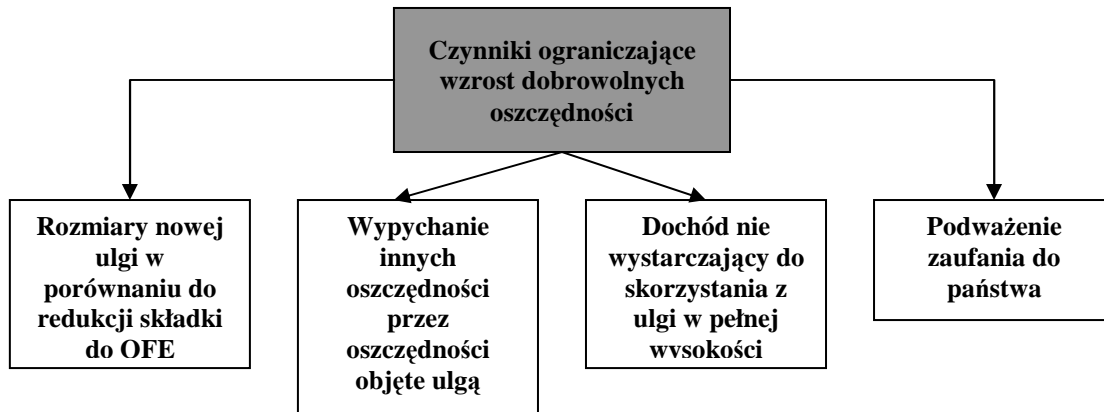 Czynniki ograniczające
wzrost dobrowolnych
oszczędności
Rozmiary nowej
ulgi w
porównaniu do
redukcji składki
do OFE
Wypychanie
innych
oszczędności
przez
oszczędności
objęte ulgą
Dochód nie
wystarczający do
skorzystania z
ulgi w pełnej
wysokości
Podważenie
zaufania do
państwa